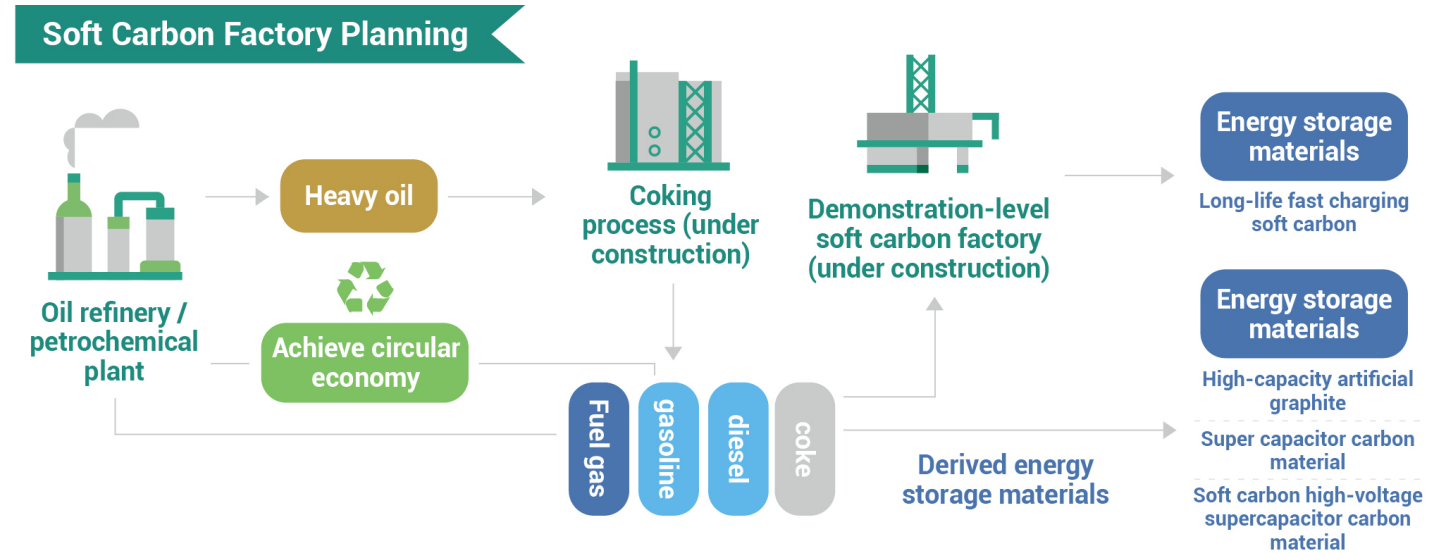 Soft Carbon Factory Planning
Oil refinery /
petrochemical
plant
Heavy oil
Achieve circular
economy
Coking
process (under
construction)
Fuel gas
gasoline
diesel
coke
Demonstration-level
soft carbon factory
(under construction)
Derived energy
storage materials
Energy storage
materials
Long-life fast charging
soft carbon
Energy storage
materials
High-capacity artificial
graphite
Super capacitor carbon
material
Soft carbon high-voltage
supercapacitor carbon
material